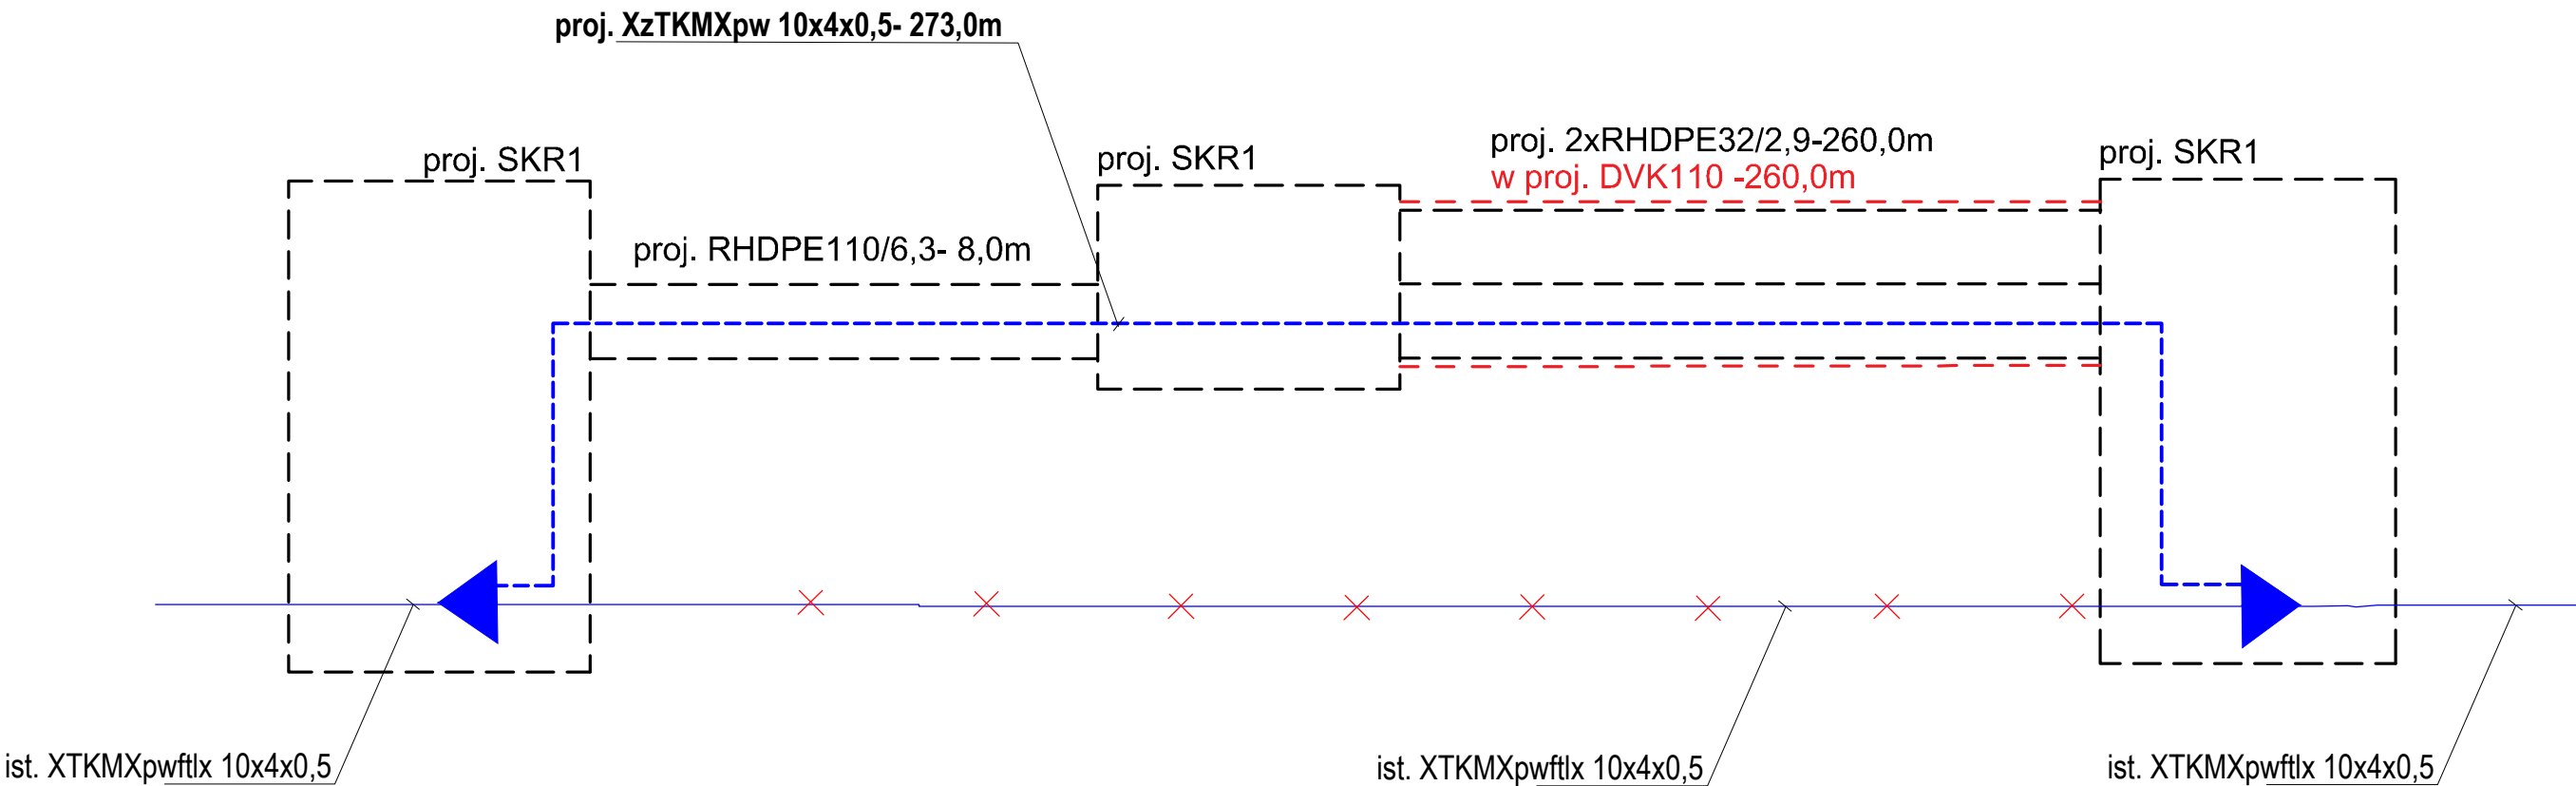 proj. XzTKMXpw 10x4x0,5- 273,0m
proj. SKR1
proj. SKR1
proj. 2xRHDPE32/2,9-260,0m
w proj. DVK110 -260,0m
proj. SKR1
proj. RHDPE110/6,3- 8,0m
ist. XTKMXpwftlx 10x4x0,5
ist. XTKMXpwftlx 10x4x0,5
ist. XTKMXpwftlx 10x4x0,5